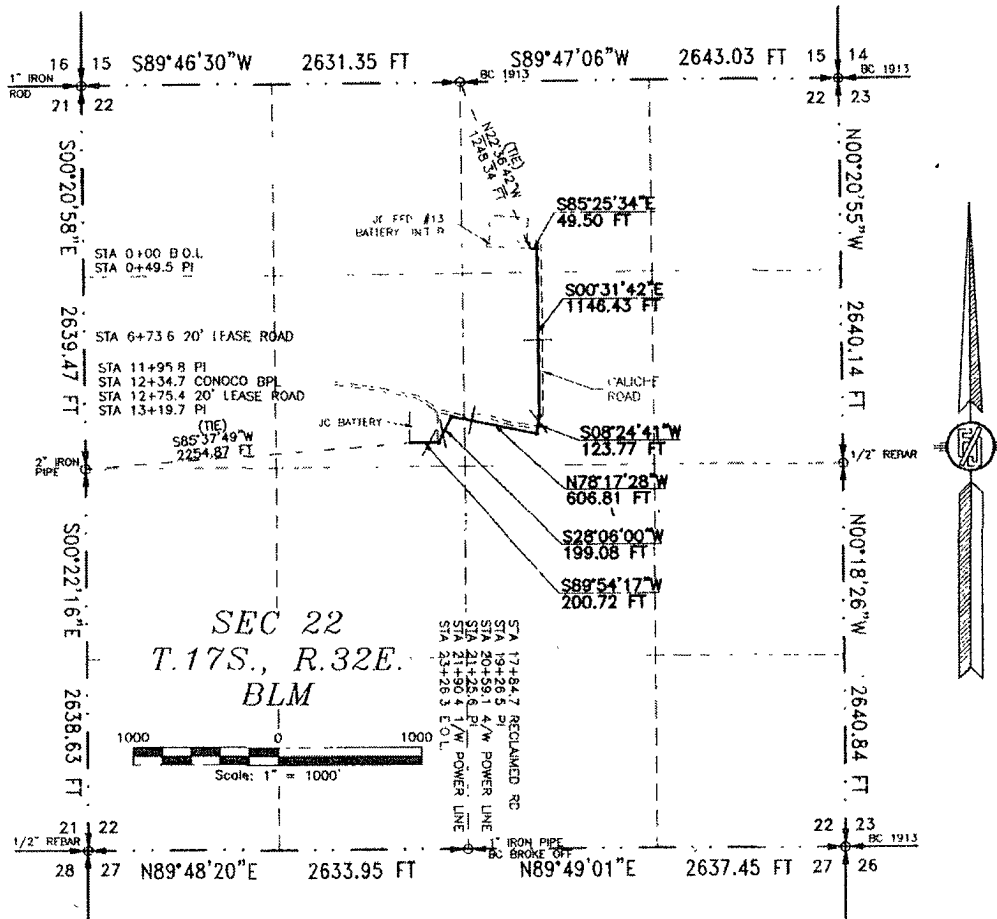 S89°46'30"W 2631.35 FT
S89°47'06"W 2643.03 FT
16 15
21 22
1" IRON
ROD
BC 1913
15 14
22 23
BC 1913
S00°20'58"E 2639.47 FT
N00°20'55"W 2640.14 FT
(TIE)
N22°36'42"W
1248.34 FT
#13
BATTERY
S85°25'34"E
49.50 FT
STA 0+00 B.O.L.
STA 0+49.5 PI
S00°31'42"E
1146.43 FT
STA 6+73.6 20' LEASE ROAD
STA 11+95.8 PI
STA 12+34.7 CONOCO BPL
STA 12+75.4 20' LEASE ROAD
STA 13+19.7 PI
CALICHE
ROAD
JC BATTERY
(TIE)
S85°37'49"W
2254.87 FT
S08°24'41"W
123.77 FT
2" IRON
PIPE
1/2" REBAR
N78°17'28"W
606.81 FT
S28°06'00"W
199.08 FT
S89°54'17"W
200.72 FT
S00°22'16"E 2638.63 FT
N00°18'26"W 2640.84 FT
SEC 22
T.17S., R.32E.
BLM
STA 17+84.7 RECLAIMED RD
STA 19+26.5 PI
STA 20+59.1 4/W POWER LINE
STA 21+25.6 PI
STA 21+90.4 1/W POWER LINE
STA 23+26.3 E.O.L.
1000 0 1000
Scale: 1" = 1000'
21 22
28 27
1/2" REBAR
1" IRON PIPE
BC BROKE OFF
22 23
27 26
BC 1913
N89°48'20"E 2633.95 FT
N89°49'01"E 2637.45 FT